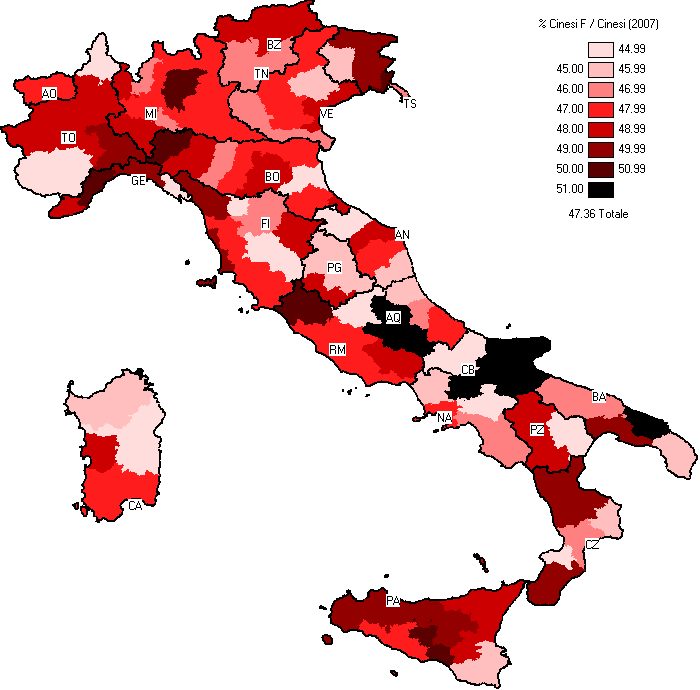 % Cinesi F / Cinesi (2007)
44.99
45.00 45.99
46.00 46.99
47.00 47.99
48.00 48.99
49.00 49.99
50.00 50.99
51.00
47.36 Totale
BZ
TN
AO
TS
MI
VE
TO
BO
GE
FI
AN
PG
AQ
RM
CB
BA
NA
PZ
CA
CZ
PA